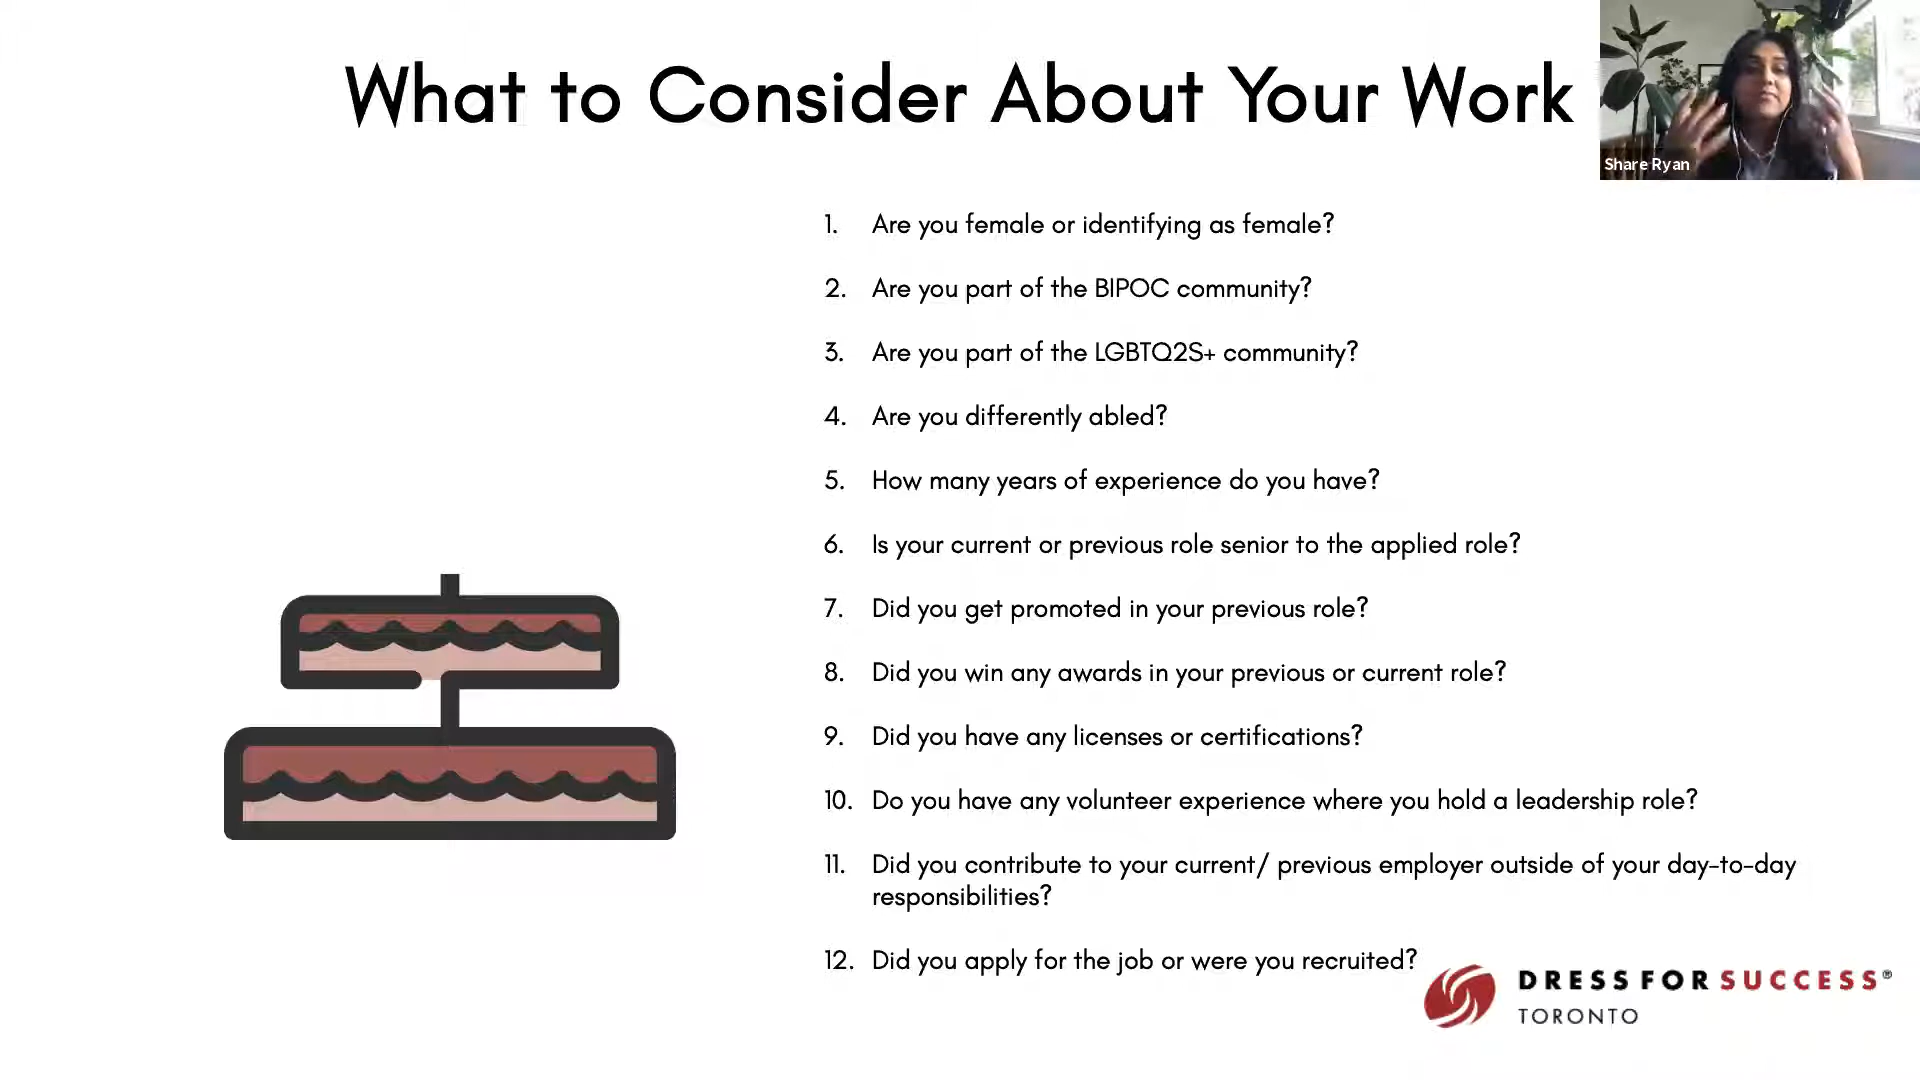 What to Consider About Your Work
Share Ryan
1. Are you female or identifying as female?
2. Are you part of the BIPOC community?
3. Are you part of the LGBTQ2S+ community?
4. Are you differently abled?
5. How many years of experience do you have?
6. Is your current or previous role senior to the applied role?
7. Did you get promoted in your previous role?
8. Did you win any awards in your previous or current role?
9. Did you have any licenses or certifications?
10. Do you have any volunteer experience where you hold a leadership role?
11. Did you contribute to your current/ previous employer outside of your day-to-day
responsibilities?
12. Did you apply for the job or were you recruited?
DRESS FOR SUCCESS®
TORONTO